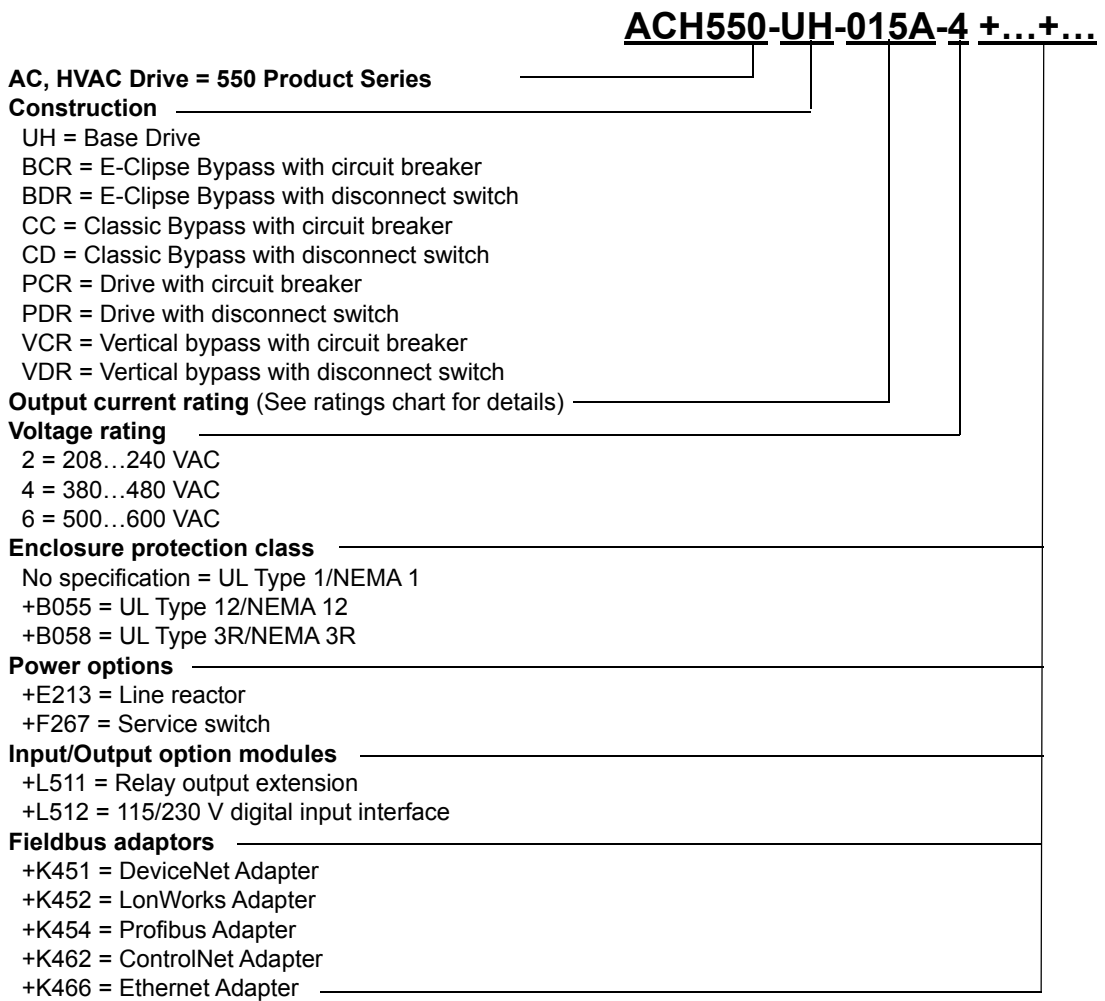 ACH550-UH-015A-4 +…+…
AC, HVAC Drive = 550 Product Series
Construction
UH = Base Drive
BCR = E-Clipse Bypass with circuit breaker
BDR = E-Clipse Bypass with disconnect switch
CC = Classic Bypass with circuit breaker
CD = Classic Bypass with disconnect switch
PCR = Drive with circuit breaker
PDR = Drive with disconnect switch
VCR = Vertical bypass with circuit breaker
VDR = Vertical bypass with disconnect switch
Output current rating (See ratings chart for details)
Voltage rating
2 = 208…240 VAC
4 = 380…480 VAC
6 = 500…600 VAC
Enclosure protection class
No specification = UL Type 1/NEMA 1
+B055 = UL Type 12/NEMA 12
+B058 = UL Type 3R/NEMA 3R
Power options
+E213 = Line reactor
+F267 = Service switch
Input/Output option modules
+L511 = Relay output extension
+L512 = 115/230 V digital input interface
Fieldbus adaptors
+K451 = DeviceNet Adapter
+K452 = LonWorks Adapter
+K454 = Profibus Adapter
+K462 = ControlNet Adapter
+K466 = Ethernet Adapter